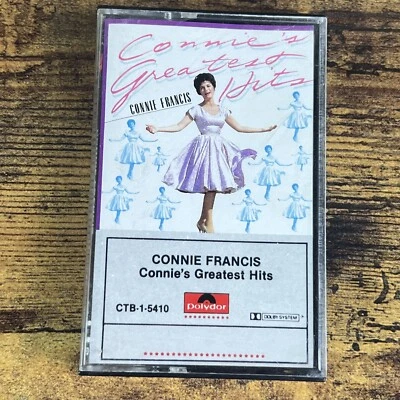 Connie's
Greatest
Hits
CONNIE FRANCIS
CONNIE FRANCIS
Connie's Greatest Hits
CTB-1-5410
polydor
DOLBY SYSTEM